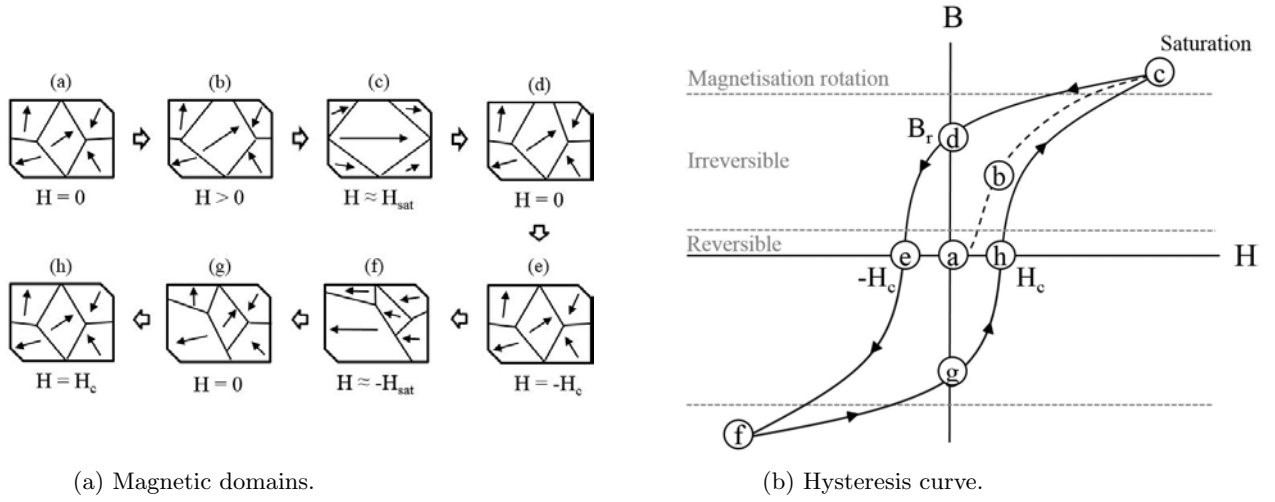 (a) (b) (c) (d)
H = 0 H > 0 H ≈ H_sat H = 0
(h) (g) (f) (e)
H = H_c H = 0 H ≈ -H_sat H = -H_c
(a) Magnetic domains.
B
Saturation
c
Magnetisation rotation
B_r d
Irreversible
b
Reversible
e a h H
-H_c H_c
g
f
(b) Hysteresis curve.